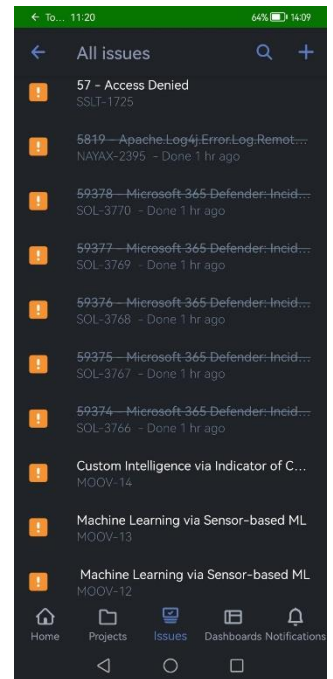 ← To... 11:20 64% 14:09
All issues
57 - Access Denied
SSLT-1725
5819 - Apache.Log4j.Error.Log.Remot....
NAYAX-2395 - Done 1 hr ago
59378 - Microsoft 365 Defender: Incid...
SOL-3770 - Done 1 hr ago
59377 - Microsoft 365 Defender: Incid...
SOL-3769 - Done 1 hr ago
59376 - Microsoft 365 Defender: Incid...
SOL-3768 - Done 1 hr ago
59375 - Microsoft 365 Defender: Incid...
SOL-3767 - Done 1 hr ago
59374 - Microsoft 365 Defender: Incid...
SOL-3766 - Done 1 hr ago
Custom Intelligence via Indicator of C...
MOOV-14
Machine Learning via Sensor-based ML
MOOV-13
Machine Learning via Sensor-based ML
MOOV-12
Home Projects Issues Dashboards Notifications